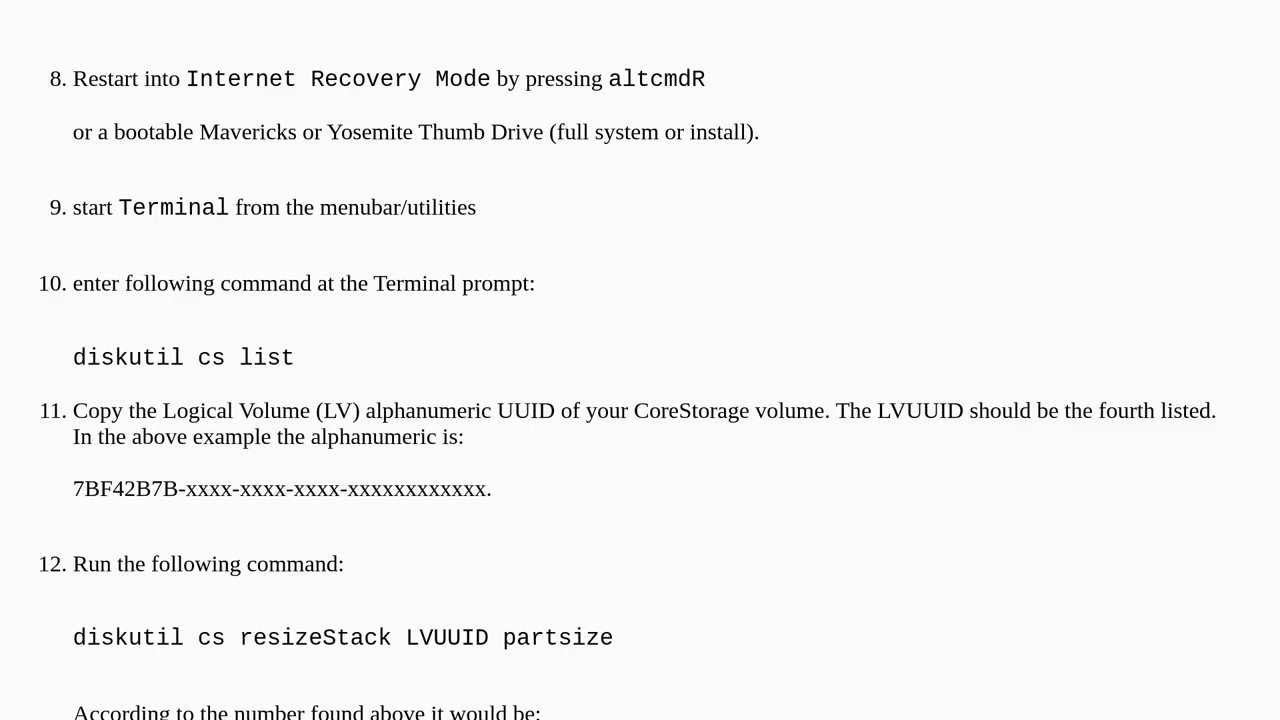 8. Restart into Internet Recovery Mode by pressing altcmdR
or a bootable Mavericks or Yosemite Thumb Drive (full system or install).
9. start Terminal from the menubar/utilities
10. enter following command at the Terminal prompt:
diskutil cs list
11. Copy the Logical Volume (LV) alphanumeric UUID of your CoreStorage volume. The LVUUID should be the fourth listed.
In the above example the alphanumeric is:
7BF42B7B-xxxx-xxxx-xxxx-xxxxxxxxxxxx.
12. Run the following command:
diskutil cs resizeStack LVUUID partsize
According to the number found above it would be: